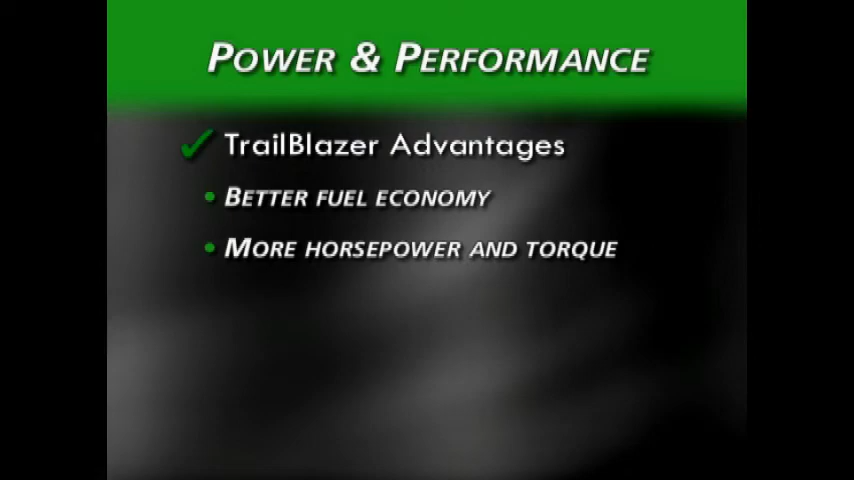 POWER & PERFORMANCE
✓ TrailBlazer Advantages
• BETTER FUEL ECONOMY
• MORE HORSEPOWER AND TORQUE